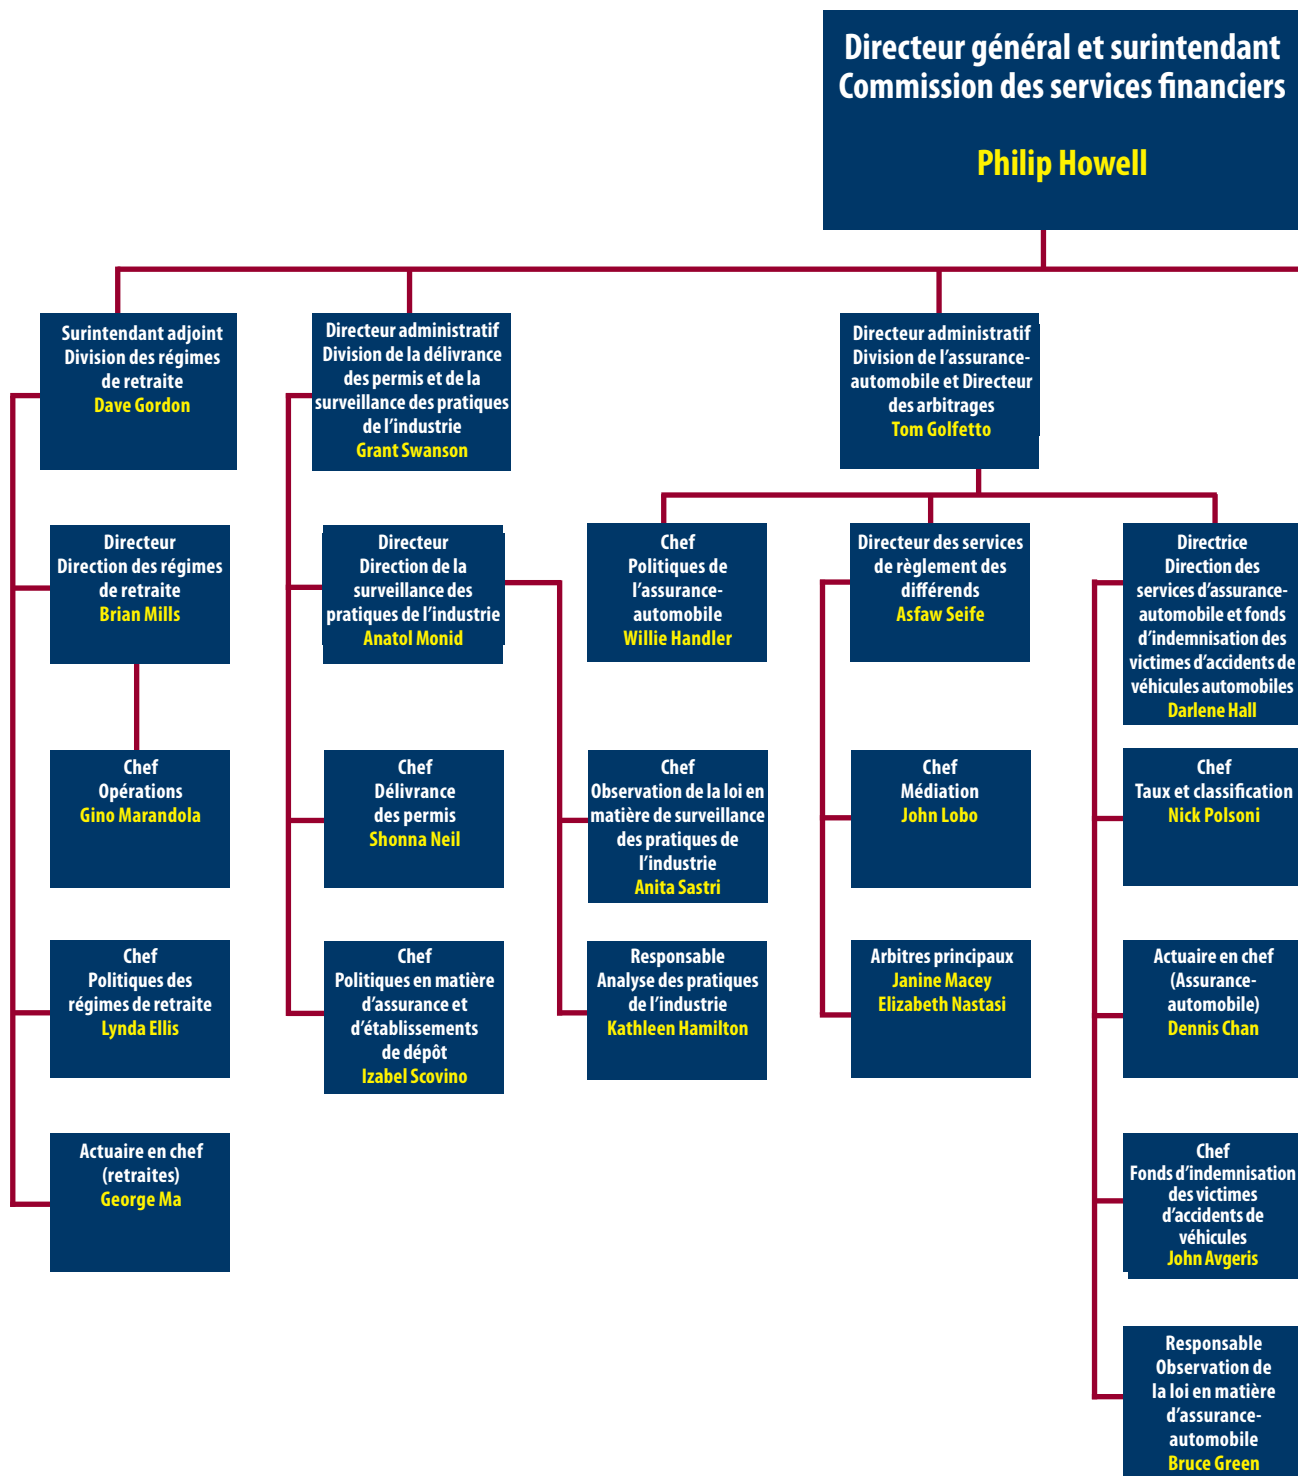 Directeur général et surintendant
Commission des services financiers
Philip Howell
Surintendant adjoint
Division des régimes
de retraite
Dave Gordon
Directeur administratif
Division de la délivrance
des permis et de la
surveillance des pratiques
de l'industrie
Grant Swanson
Directeur administratif
Division de l'assurance-
automobile et Directeur
des arbitrages
Tom Golfetto
Directeur
Direction des régimes
de retraite
Brian Mills
Directeur
Direction de la
surveillance des
pratiques de l'industrie
Anatol Monid
Chef
Politiques de
l'assurance-
automobile
Willie Handler
Directeur des services
de règlement des
différends
Asfaw Seife
Directrice
Direction des
services d'assurance-
automobile et fonds
d'indemnisation des
victimes d'accidents de
véhicules automobiles
Darlene Hall
Chef
Opérations
Gino Marandola
Chef
Délivrance
des permis
Shonna Neil
Chef
Observation de la loi en
matière de surveillance
des pratiques de
l'industrie
Anita Sastri
Chef
Médiation
John Lobo
Chef
Taux et classification
Nick Polsoni
Chef
Politiques des
régimes de retraite
Lynda Ellis
Chef
Politiques en matière
d'assurance et
d'établissements
de dépôt
Izabel Scovino
Responsable
Analyse des pratiques
de l'industrie
Kathleen Hamilton
Arbitres principaux
Janine Macey
Elizabeth Nastasi
Actuaire en chef
(Assurance-
automobile)
Dennis Chan
Actuaire en chef
(retraites)
George Ma
Chef
Fonds d'indemnisation
des victimes
d'accidents de
véhicules
John Avgeris
Responsable
Observation de
la loi en matière
d'assurance-
automobile
Bruce Green